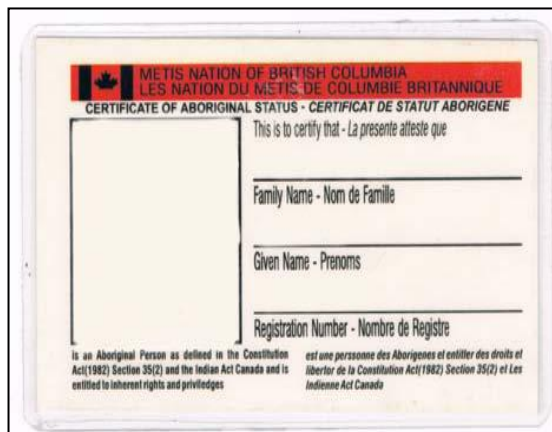 METIS NATION OF BRITISH COLUMBIA
LES NATION DU METIS DE COLUMBIE BRITANNIQUE
CERTIFICATE OF ABORIGINAL STATUS - CERTIFICAT DE STATUT ABORIGENE
This is to certify that - La presente atteste que
Family Name - Nom de Famille
Given Name - Prenoms
Registration Number - Nombre de Registre
is an Aboriginal Person as defined in the Constitution
Act(1982) Section 35(2) and the Indian Act Canada and is
entitled to inherent rights and priviledges
est une perssonne des Aborigenes et entitler des droits et
libertor de la Constitution Act(1982) Section 35(2) et Les
Indienne Act Canada